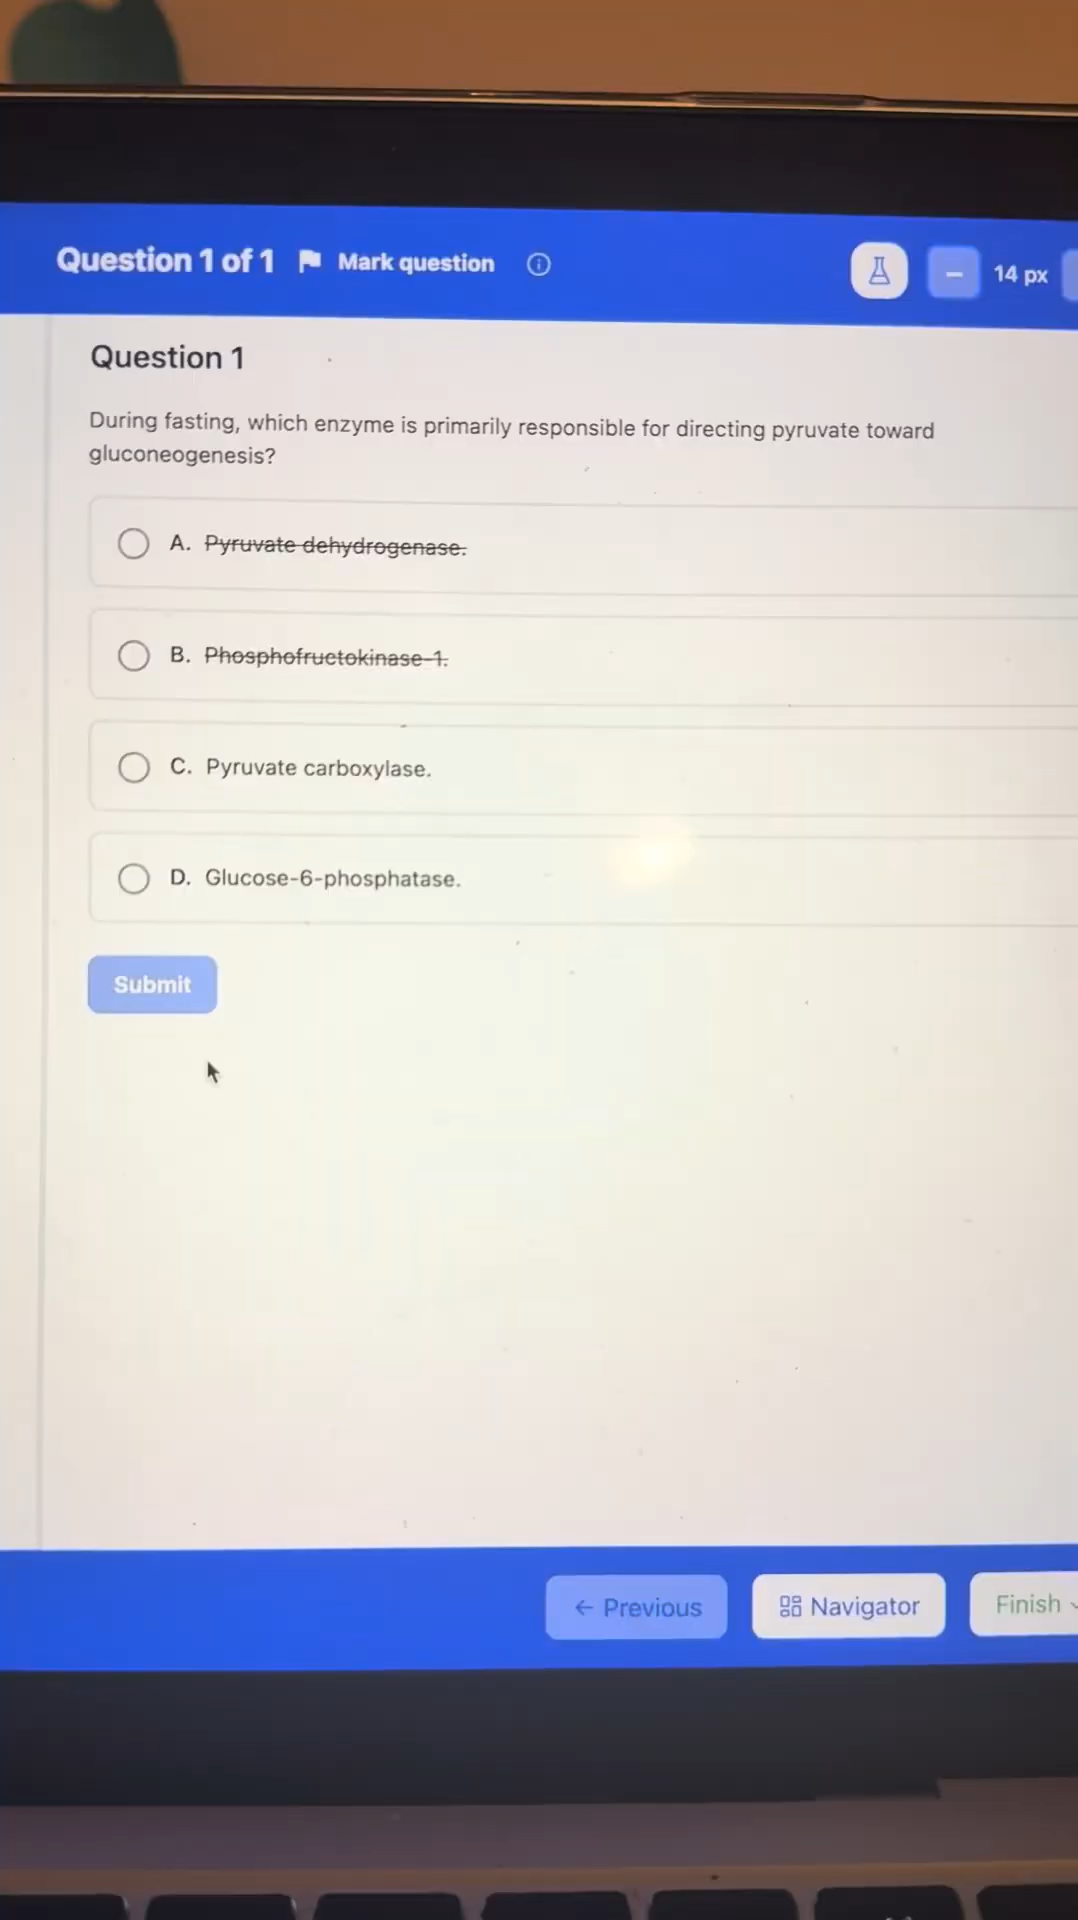 Question 1 of 1 Mark question
− 14 px
Question 1
During fasting, which enzyme is primarily responsible for directing pyruvate toward
gluconeogenesis?
A. Pyruvate dehydrogenase.
B. Phosphofructokinase-1.
C. Pyruvate carboxylase.
D. Glucose-6-phosphatase.
Submit
← Previous Navigator Finish